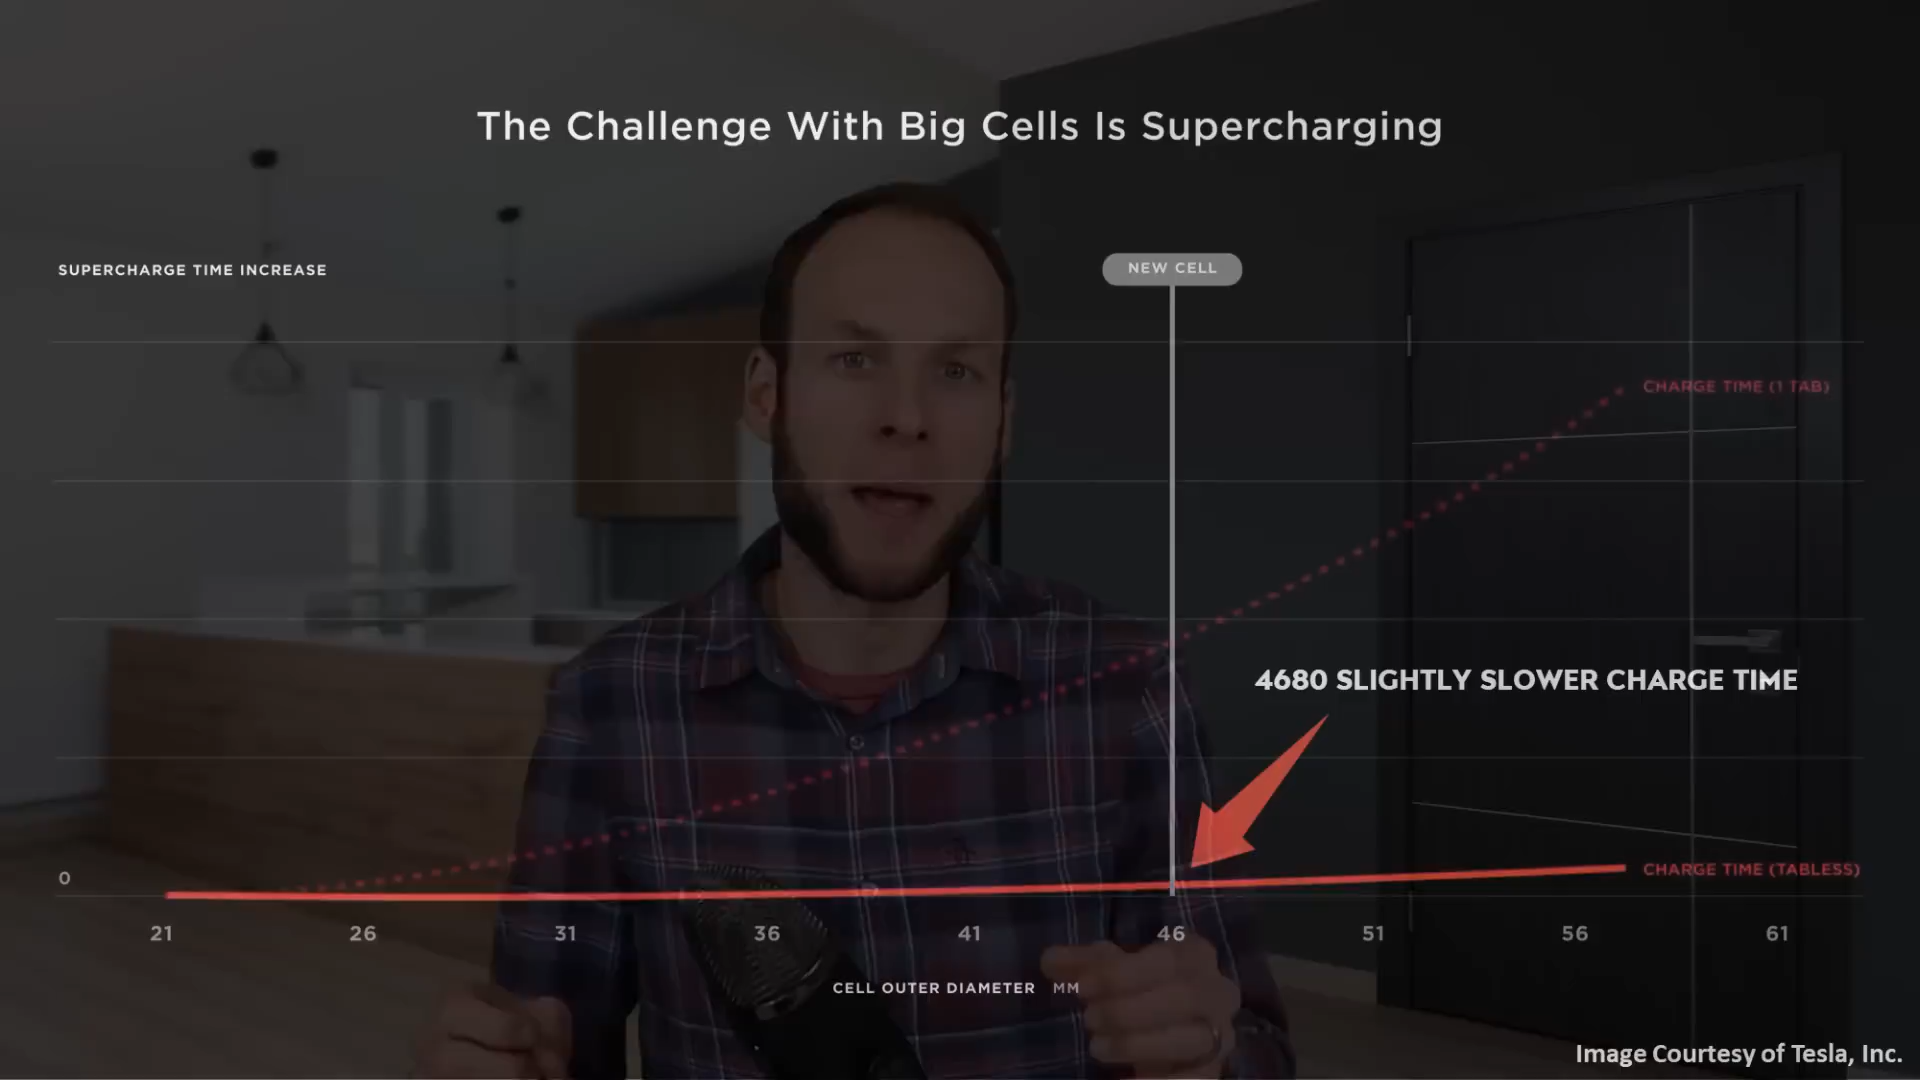 The Challenge With Big Cells Is Supercharging
SUPERCHARGE TIME INCREASE
NEW CELL
CHARGE TIME (1 TAB)
4680 SLIGHTLY SLOWER CHARGE TIME
0
CHARGE TIME (TABLESS)
21 26 31 36 41 46 51 56 61
CELL OUTER DIAMETER MM
Image Courtesy of Tesla, Inc.